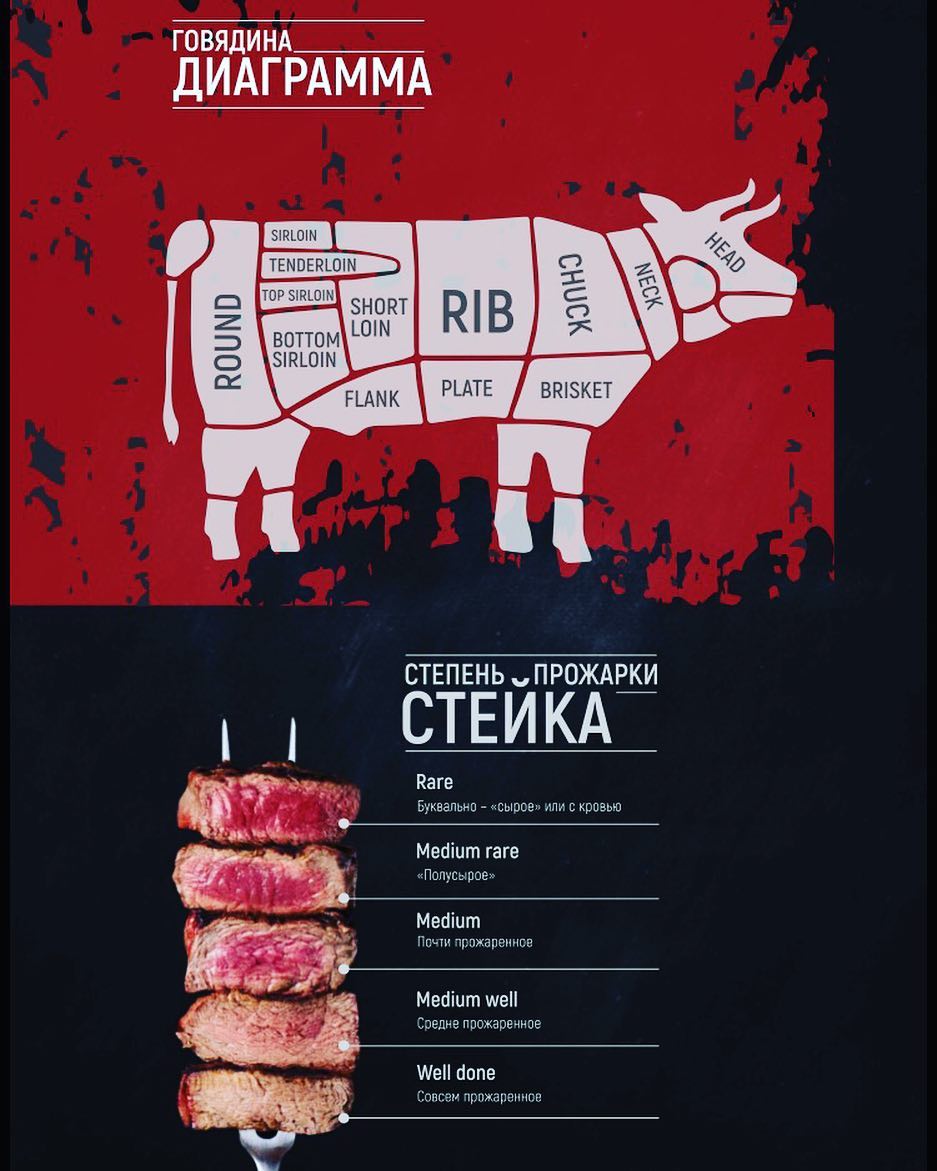 ГОВЯДИНА
ДИАГРАММА
SIRLOIN
TENDERLOIN
TOP SIRLOIN
BOTTOM
SIRLOIN
ROUND
SHORT
LOIN
RIB
CHUCK
NECK
HEAD
FLANK
PLATE
BRISKET
СТЕПЕНЬ ПРОЖАРКИ
СТЕЙКА
Rare
Буквально – «сырое» или с кровью
Medium rare
«Полусырое»
Medium
Почти прожаренное
Medium well
Средне прожаренное
Well done
Совсем прожаренное